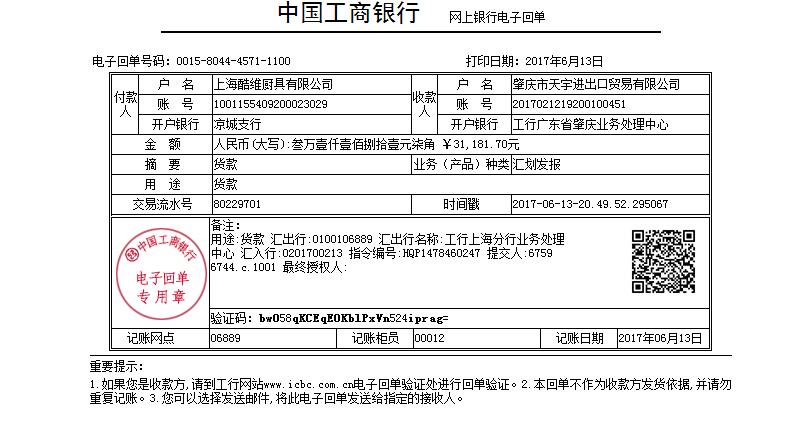 中国工商银行 网上银行电子回单
电子回单号码：0015-8044-4571-1100 打印日期：2017年6月13日
付款人 户 名 上海酷维厨具有限公司 收款人 户 名 肇庆市天宇进出口贸易有限公司
账 号 1001155409200023029 账 号 2017021219200100451
开户银行 凉城支行 开户银行 工行广东省肇庆业务处理中心
金 额 人民币(大写):叁万壹仟壹佰捌拾壹元柒角 ￥31,181.70元
摘 要 货款 业务（产品）种类 汇划发报
用 途 货款
交易流水号 80229701 时间戳 2017-06-13-20.49.52.295067
备注:
用途:货款 汇出行:0100106889 汇出行名称:工行上海分行业务处理
中心 汇入行:0201700213 指令编号:HQP1478460247 提交人:6759
6744.c.1001 最终授权人:
中国工商银行
电子回单
专用章
验证码：bwO58qKCEqEOKblPxVn524iprag=
记账网点 06889 记账柜员 00012 记账日期 2017年06月13日
重要提示:
1.如果您是收款方,请到工行网站www.icbc.com.cn电子回单验证处进行回单验证。2.本回单不作为收款方发货依据,并请勿
重复记账。3.您可以选择发送邮件,将此电子回单发送给指定的接收人。